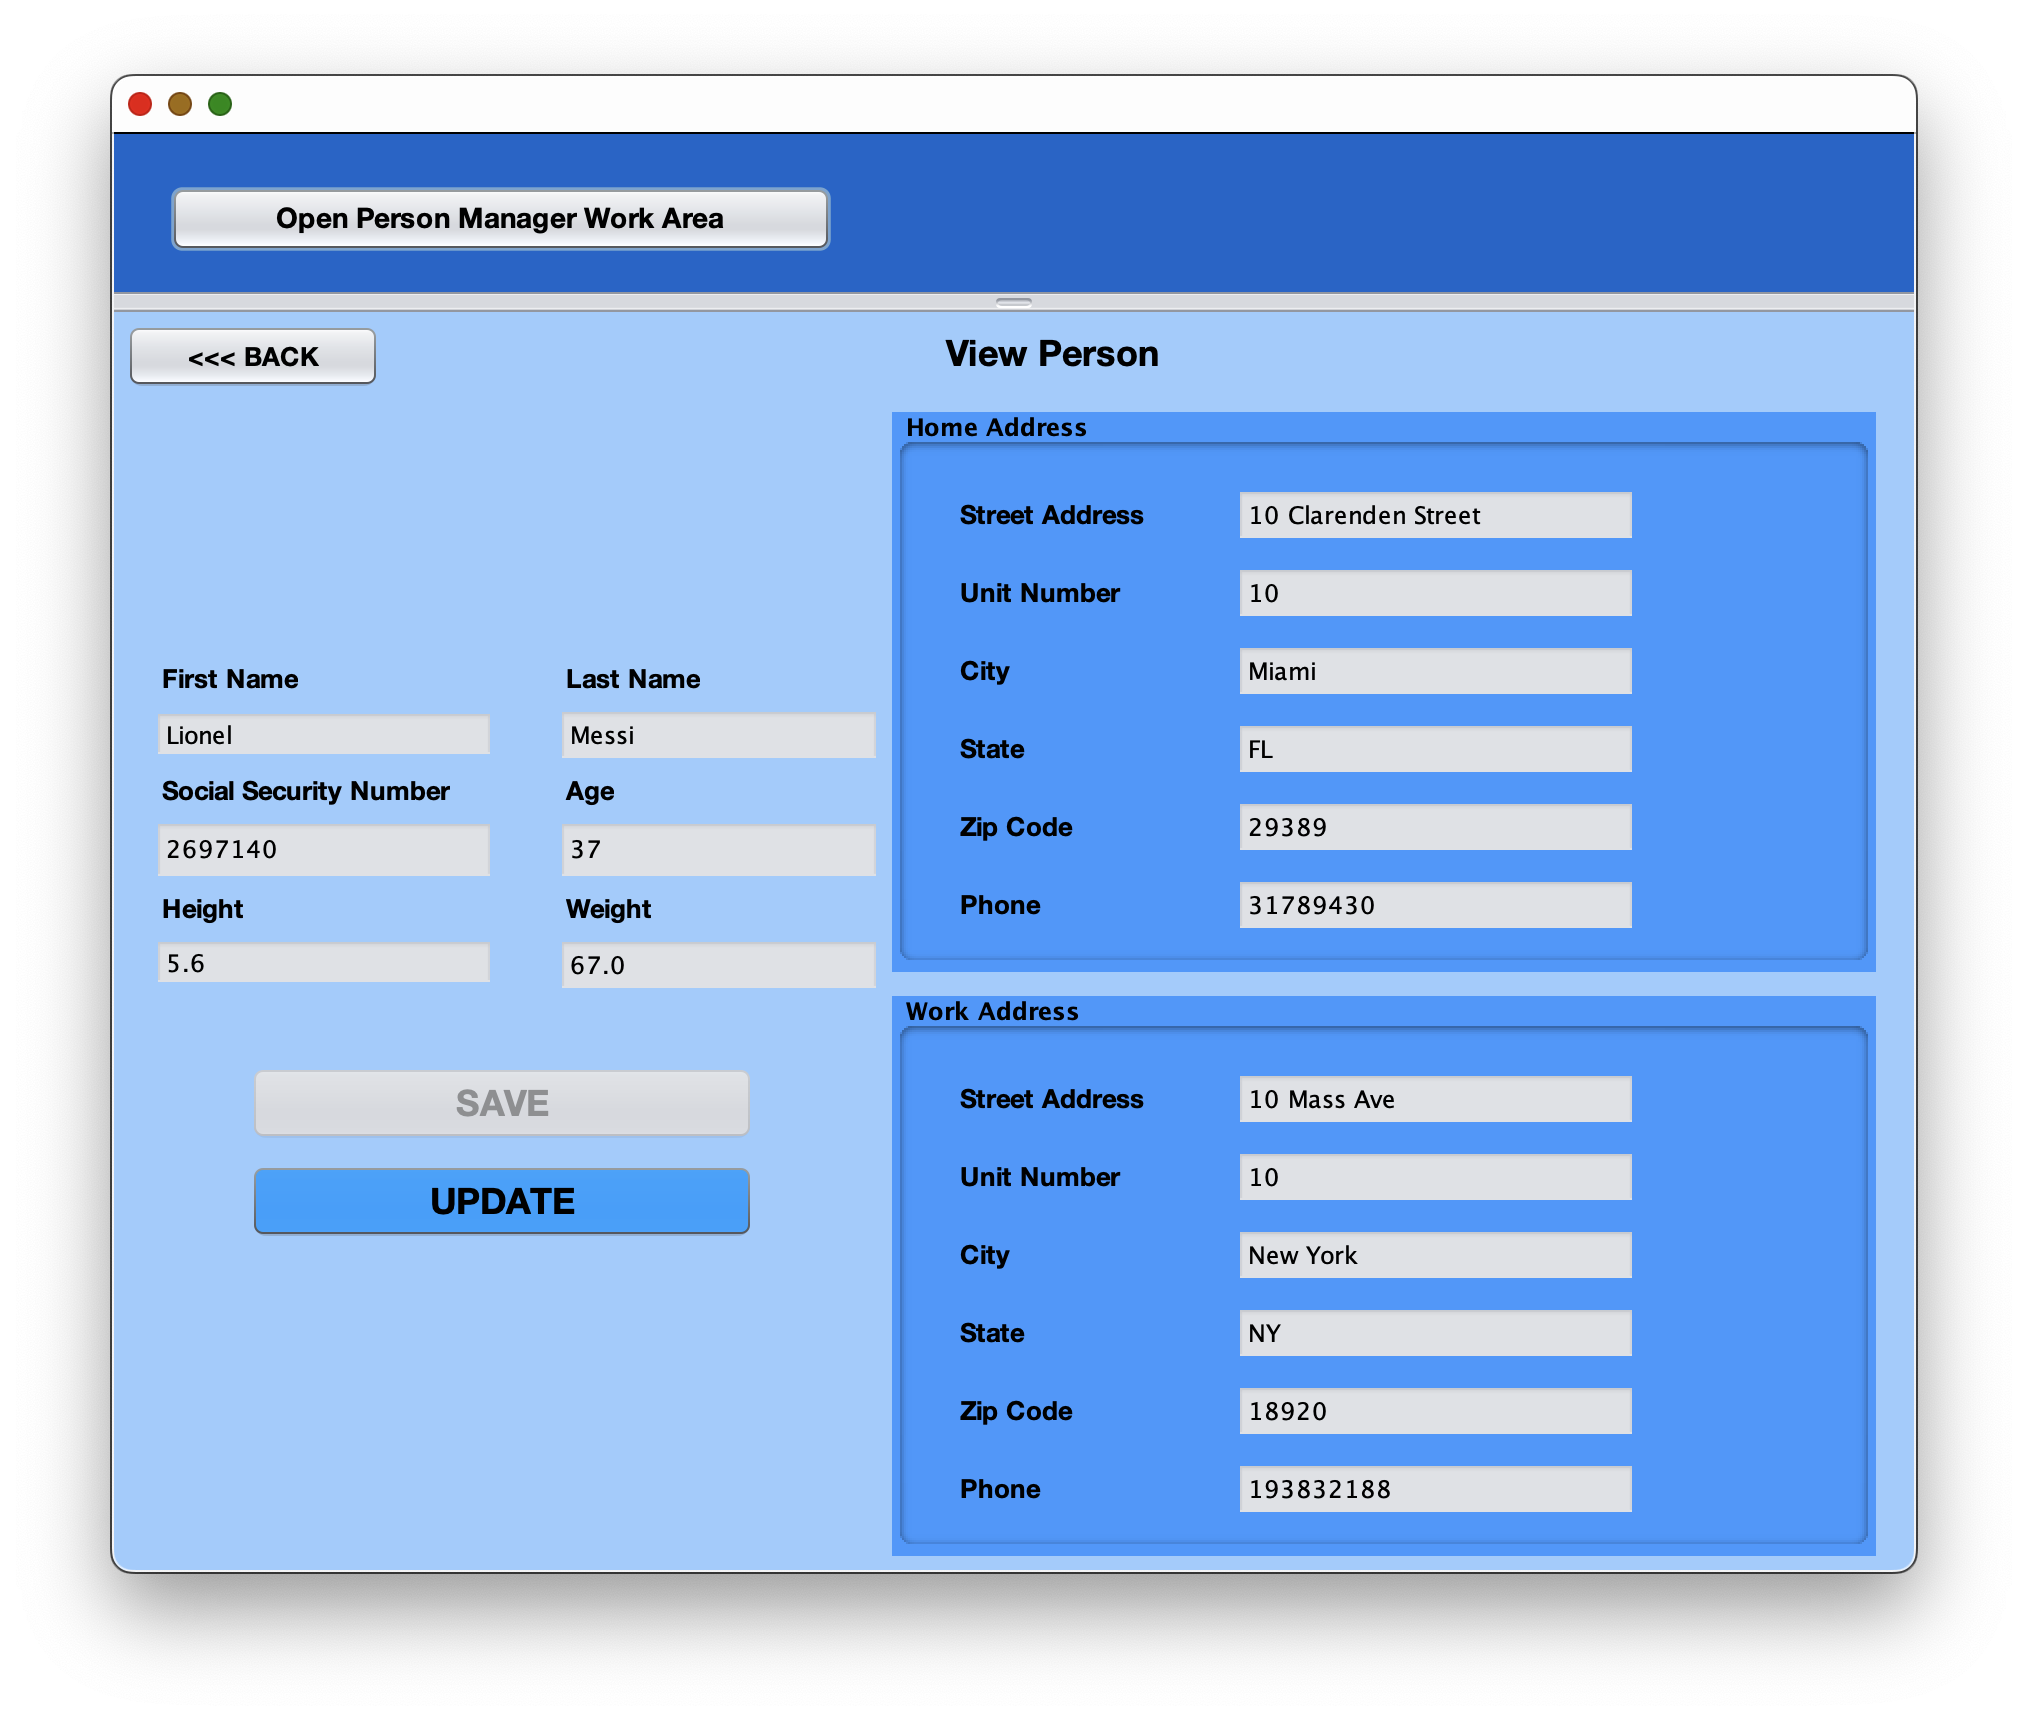 Open Person Manager Work Area
<<< BACK
View Person
First Name
Last Name
Lionel
Messi
Social Security Number
Age
2697140
37
Height
Weight
5.6
67.0
SAVE
UPDATE
Home Address
Street Address
10 Clarenden Street
Unit Number
10
City
Miami
State
FL
Zip Code
29389
Phone
31789430
Work Address
Street Address
10 Mass Ave
Unit Number
10
City
New York
State
NY
Zip Code
18920
Phone
193832188